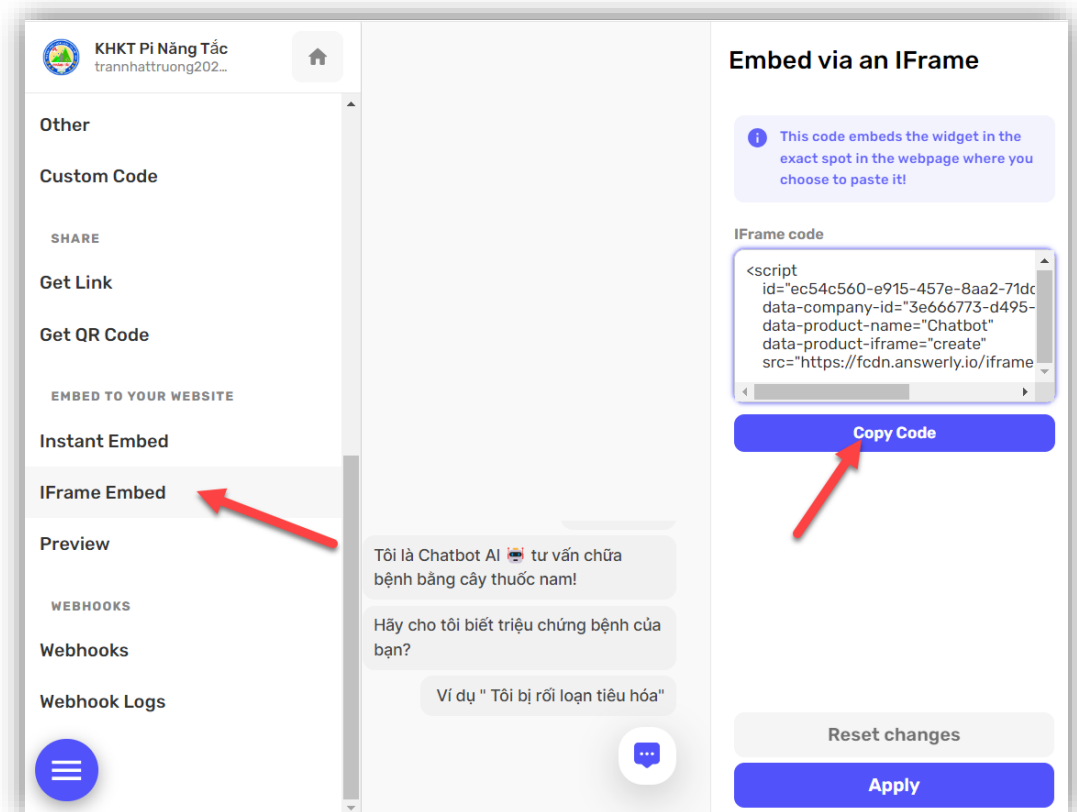 KHKT Pi Năng Tắc
trannhattruong202...
Other
Custom Code
SHARE
Get Link
Get QR Code
EMBED TO YOUR WEBSITE
Instant Embed
IFrame Embed
Preview
WEBHOOKS
Webhooks
Webhook Logs
Tôi là Chatbot AI 🤖 tư vấn chữa
bệnh bằng cây thuốc nam!
Hãy cho tôi biết triệu chứng bệnh của
bạn?
Ví dụ " Tôi bị rối loạn tiêu hóa"
Embed via an IFrame
This code embeds the widget in the
exact spot in the webpage where you
choose to paste it!
IFrame code
<script
id="ec54c560-e915-457e-8aa2-71dc
data-company-id="3e666773-d495-
data-product-name="Chatbot"
data-product-iframe="create"
src="https://fcdn.answerly.io/iframe
Copy Code
Reset changes
Apply